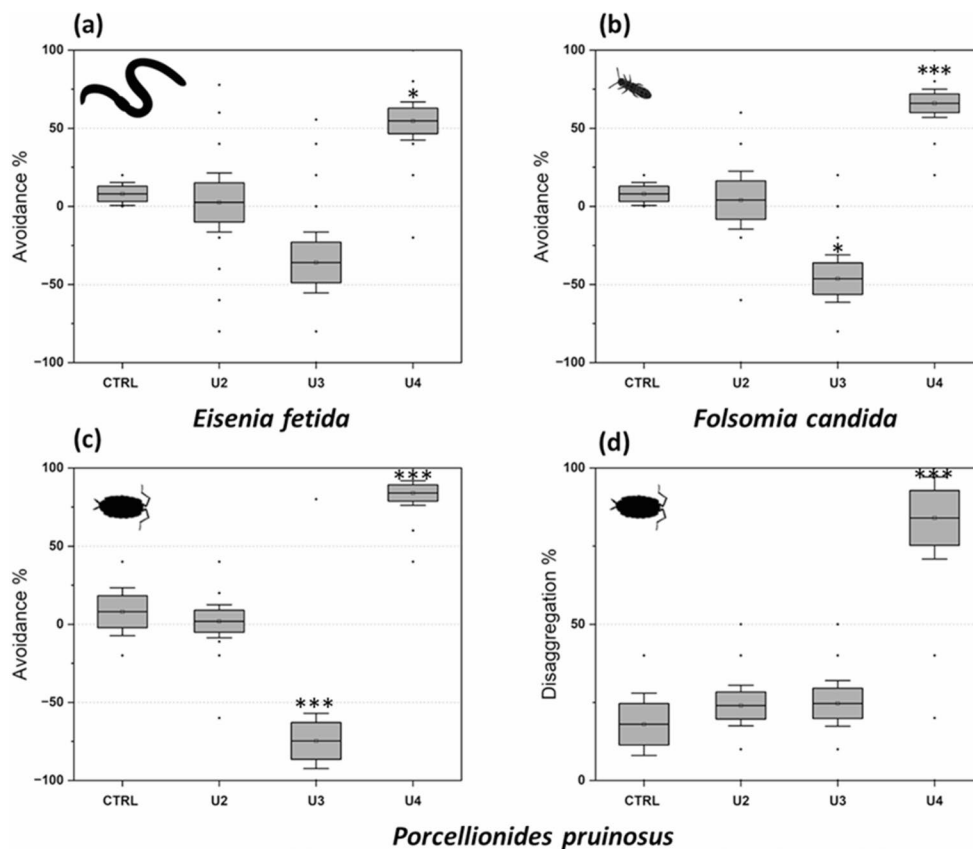 (a)
100
50
0
−50
−100
Avoidance %
*
CTRL U2 U3 U4
Eisenia fetida
(b)
100
50
0
−50
−100
Avoidance %
*
***
CTRL U2 U3 U4
Folsomia candida
(c)
100
50
0
−50
−100
Avoidance %
***
***
CTRL U2 U3 U4
(d)
100
50
0
Disaggregation %
***
CTRL U2 U3 U4
Porcellionides pruinosus